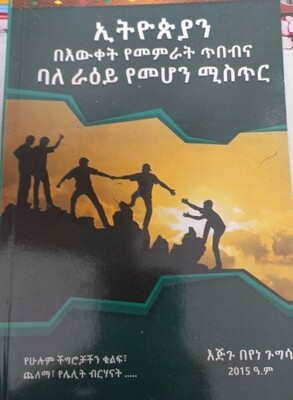 ኢትዮጵያን
በእውቀት የመምራት ጥበብና
ባለ ራዕይ የመሆን ሚስጥር
የሁሉም ችግሮቻችን ቁልፍ፣
ጨለማ፣ የሌሊት ብርሃናት .....
እጅጉ በየነ ጉግሳ
2015 ዓ.ም